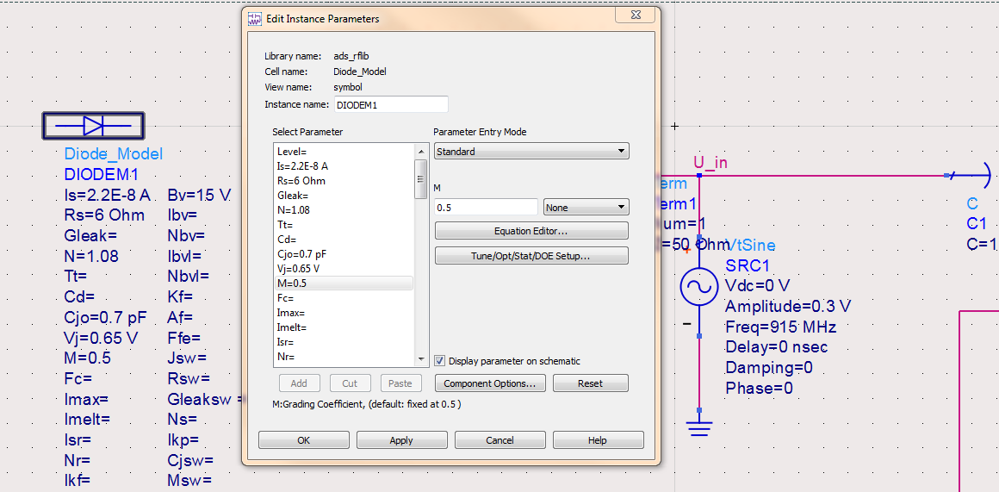 Edit Instance Parameters
Library name: ads_rflib
Cell name: Diode_Model
View name: symbol
Instance name: DIODEM1
Select Parameter
Level=
Is=2.2E-8 A
Rs=6 Ohm
Gleak=
N=1.08
Tt=
Cd=
Cjo=0.7 pF
Vj=0.65 V
M=0.5
Fc=
Imax=
Imelt=
Isr=
Nr=
Add Cut Paste
Parameter Entry Mode
Standard
M
0.5 None
Equation Editor...
Tune/Opt/Stat/DOE Setup...
Display parameter on schematic
Component Options... Reset
M:Grading Coefficient, (default: fixed at 0.5 )
OK Apply Cancel Help
Diode_Model
DIODEM1
Is=2.2E-8 A Bv=15 V
Rs=6 Ohm Ibv=
Gleak= Nbv=
N=1.08 Ibvl=
Tt= Nbvl=
Cd= Kf=
Cjo=0.7 pF Af=
Vj=0.65 V Ffe=
M=0.5 Jsw=
Fc= Rsw=
Imax= Gleaksw =
Imelt= Ns=
Isr= Ikp=
Nr= Cjsw=
Ikf= Msw=
U_in
erm
erm1
um=1
=50 Ohm
VtSine
SRC1
Vdc=0 V
Amplitude=0.3 V
Freq=915 MHz
Delay=0 nsec
Damping=0
Phase=0
C
C1
C=1